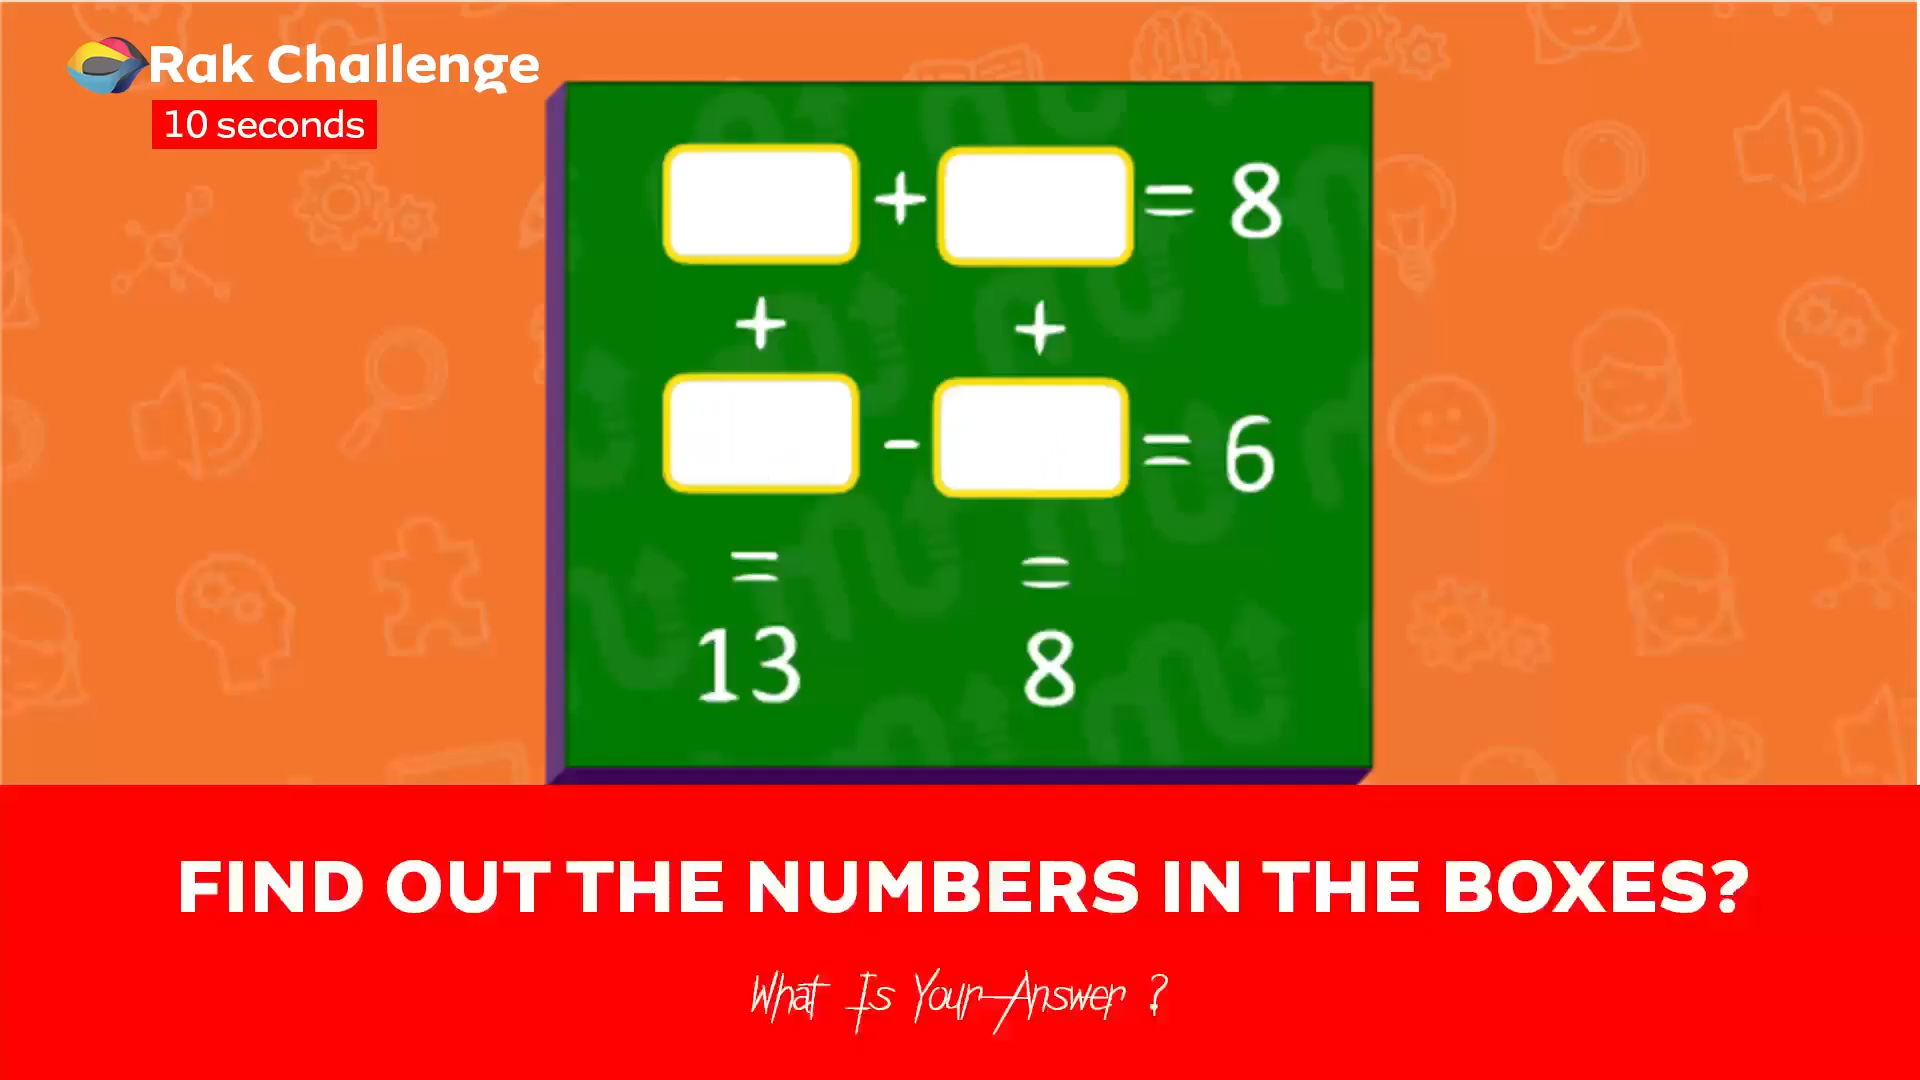 Rak Challenge
10 seconds
+ = 8
+ +
- = 6
= =
13 8
FIND OUT THE NUMBERS IN THE BOXES?
What Is Your Answer ?